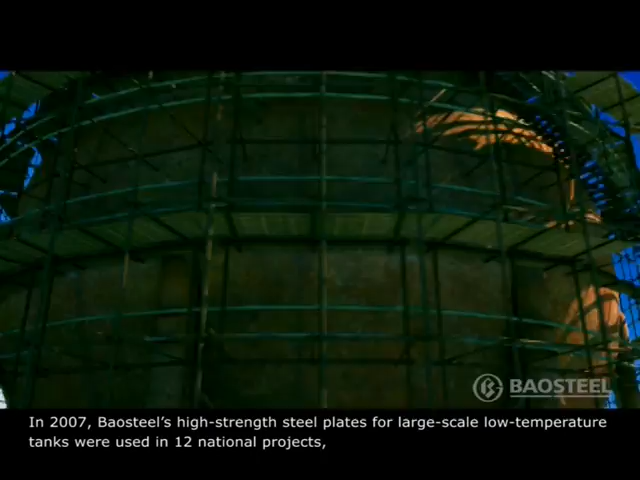 BAOSTEEL
In 2007, Baosteel's high-strength steel plates for large-scale low-temperature
tanks were used in 12 national projects,